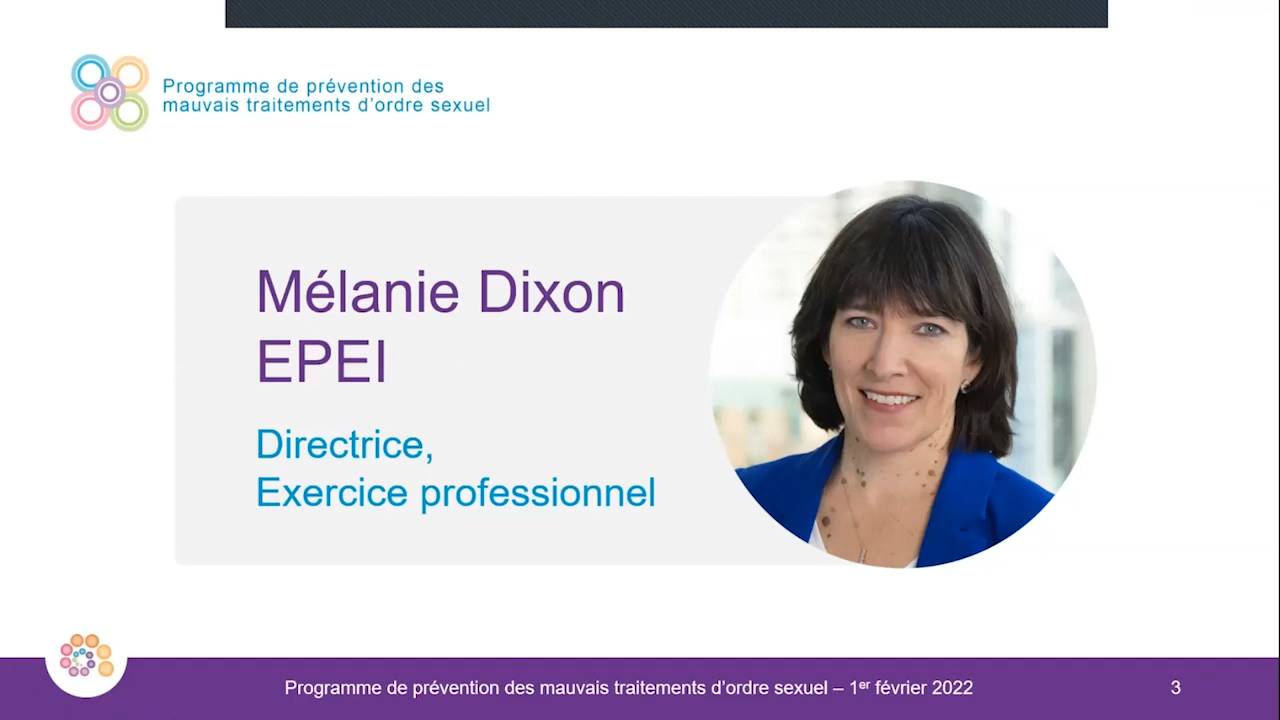 Programme de prévention des
mauvais traitements d'ordre sexuel
Mélanie Dixon
EPEI
Directrice,
Exercice professionnel
Programme de prévention des mauvais traitements d'ordre sexuel – 1er février 2022
3